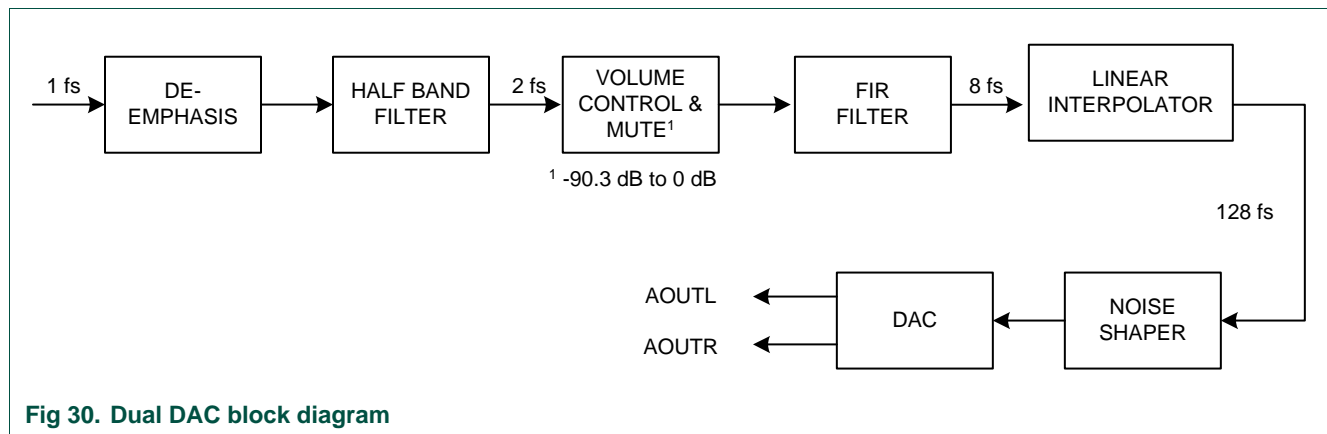 1 fs
DE-
EMPHASIS
HALF BAND
FILTER
2 fs
VOLUME
CONTROL &
MUTE¹
¹ -90.3 dB to 0 dB
FIR
FILTER
8 fs
LINEAR
INTERPOLATOR
128 fs
NOISE
SHAPER
DAC
AOUTL
AOUTR
Fig 30. Dual DAC block diagram